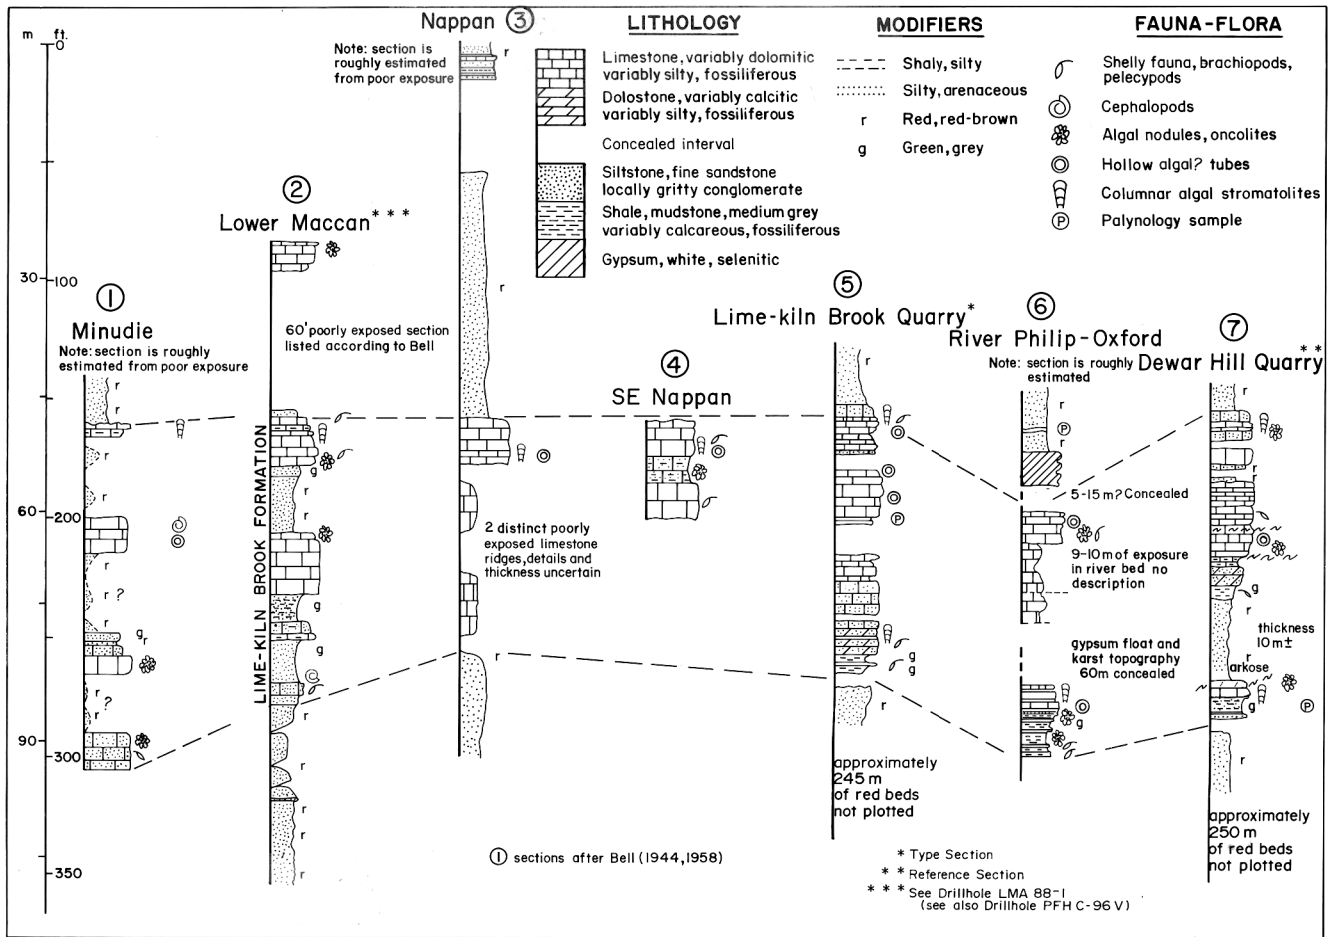 m ft.
0
30 100
60 200
90 300
350
Nappan ③
Note: section is
roughly estimated
from poor exposure
r
r
2 distinct poorly
exposed limestone
ridges, details and
thickness uncertain
r
LITHOLOGY
Limestone, variably dolomitic
variably silty, fossiliferous
Dolostone, variably calcitic
variably silty, fossiliferous
Concealed interval
Siltstone, fine sandstone
locally gritty conglomerate
Shale, mudstone, medium grey
variably calcareous, fossiliferous
Gypsum, white, selenitic
MODIFIERS
Shaly, silty
Silty, arenaceous
r Red, red-brown
g Green, grey
FAUNA-FLORA
Shelly fauna, brachiopods,
pelecypods
Cephalopods
Algal nodules, oncolites
Hollow algal? tubes
Columnar algal stromatolites
P Palynology sample
①
Minudie
Note: section is roughly
estimated from poor exposure
r
r
r
r
r
r ?
r
g
r
r
?
r
②
Lower Maccan***
60' poorly exposed section
listed according to Bell
LIME-KILN BROOK FORMATION
g
r
r
g
g
r
r
r
r
r
④
SE Nappan
⑤
Lime-kiln Brook Quarry*
r
P
g
g
r
approximately
245 m
of red beds
not plotted
⑥
River Philip-Oxford
Note: section is roughly
estimated
r
P
r
5-15 m? Concealed
9-10 m of exposure
in river bed no
description
gypsum float and
karst topography
60m concealed
g
⑦
Dewar Hill Quarry**
r
r
r
g
thickness
10 m±
r
r
arkose
g
P
r
approximately
250 m
of red beds
not plotted
① sections after Bell (1944, 1958)
* Type Section
** Reference Section
*** See Drillhole LMA 88-1
(see also Drillhole PFH C-96 V)